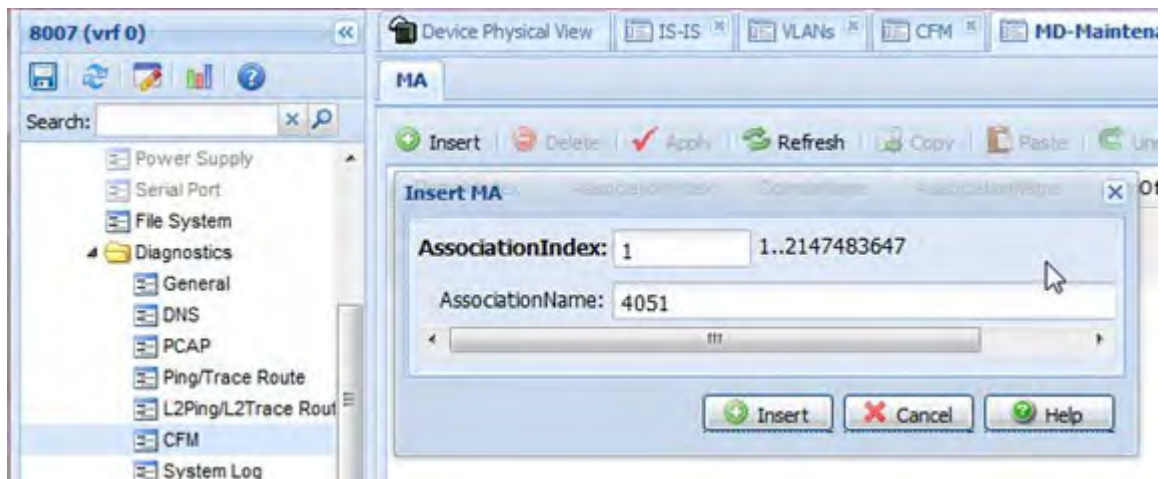 8007 (vrf 0)
Device Physical View IS-IS VLANs CFM MD-Maintena
MA
Search:
Insert Delete Apply Refresh Copy Paste Un
Power Supply
Serial Port
File System
Diagnostics
General
DNS
PCAP
Ping/Trace Route
L2Ping/L2Trace Rout
CFM
System Log
Insert MA
AssociationIndex: 1 1..2147483647
AssociationName: 4051
Insert Cancel Help